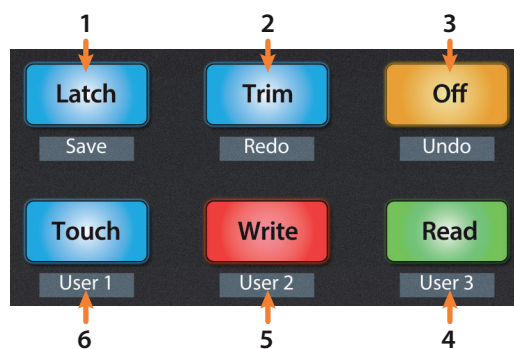 1 2 3
Latch Trim Off
Save Redo Undo
Touch Write Read
User 1 User 2 User 3
6 5 4